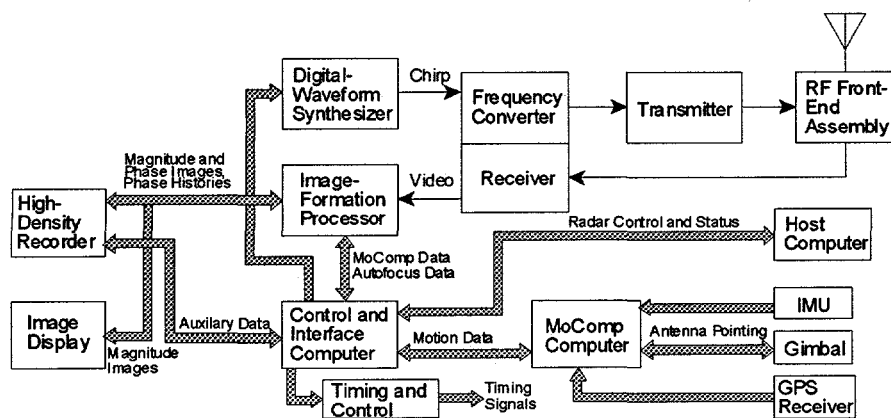 Digital-
Waveform
Synthesizer
Chirp
Frequency
Converter
Transmitter
RF Front-
End
Assembly
Magnitude and
Phase Images,
Phase Histories
Image-
Formation
Processor
Video
Receiver
High-
Density
Recorder
Radar Control and Status
Host
Computer
MoComp Data
Autofocus Data
Image
Display
Auxilary Data
Magnitude
Images
Control and
Interface
Computer
Motion Data
MoComp
Computer
IMU
Antenna Pointing
Gimbal
GPS
Receiver
Timing and
Control
Timing
Signals